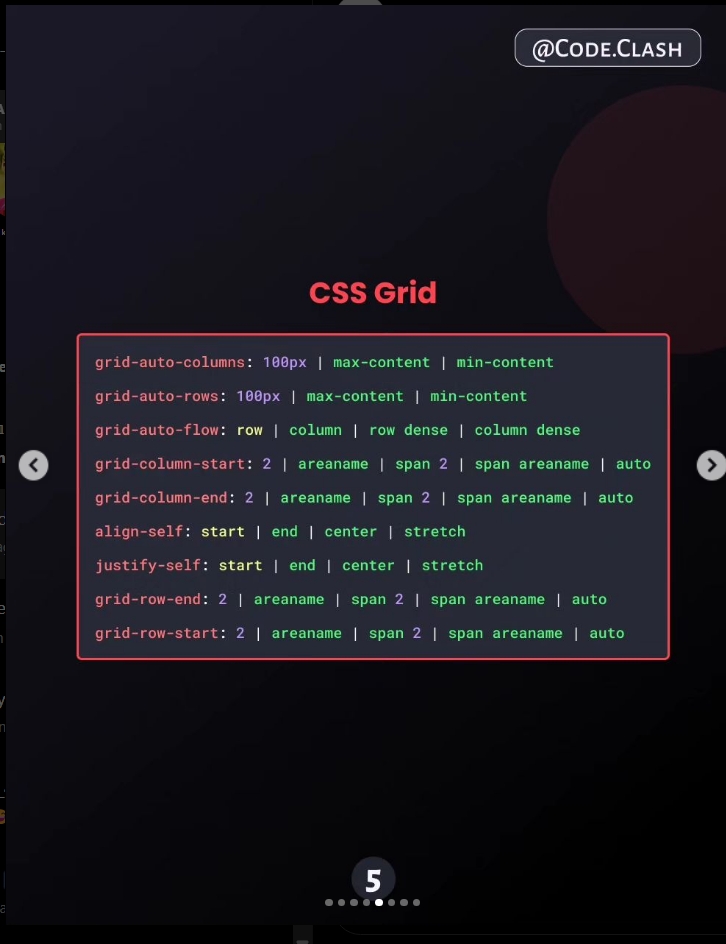 @CODE.CLASH
CSS Grid
grid-auto-columns: 100px | max-content | min-content
grid-auto-rows: 100px | max-content | min-content
grid-auto-flow: row | column | row dense | column dense
grid-column-start: 2 | areaname | span 2 | span areaname | auto
grid-column-end: 2 | areaname | span 2 | span areaname | auto
align-self: start | end | center | stretch
justify-self: start | end | center | stretch
grid-row-end: 2 | areaname | span 2 | span areaname | auto
grid-row-start: 2 | areaname | span 2 | span areaname | auto
5